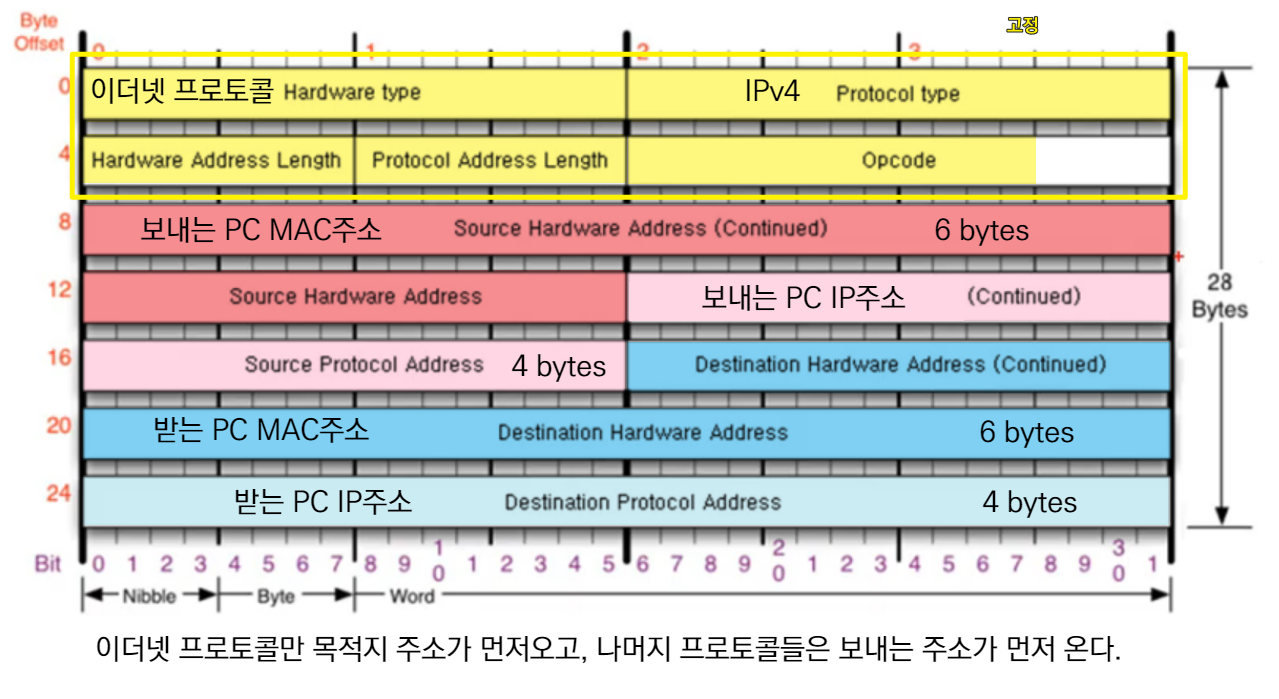 Byte Offset 0 1 2 3 고정
0 이더넷 프로토콜 Hardware type IPv4 Protocol type
4 Hardware Address Length Protocol Address Length Opcode
8 보내는 PC MAC주소 Source Hardware Address (Continued) 6 bytes
12 Source Hardware Address 보내는 PC IP주소 (Continued)
28 Bytes
16 Source Protocol Address 4 bytes Destination Hardware Address (Continued)
20 받는 PC MAC주소 Destination Hardware Address 6 bytes
24 받는 PC IP주소 Destination Protocol Address 4 bytes
Bit 0 1 2 3 4 5 6 7 8 9 10 1 2 3 4 5 6 7 8 9 20 1 2 3 4 5 6 7 8 9 30 1
Nibble Byte Word
이더넷 프로토콜만 목적지 주소가 먼저오고, 나머지 프로토콜들은 보내는 주소가 먼저 온다.